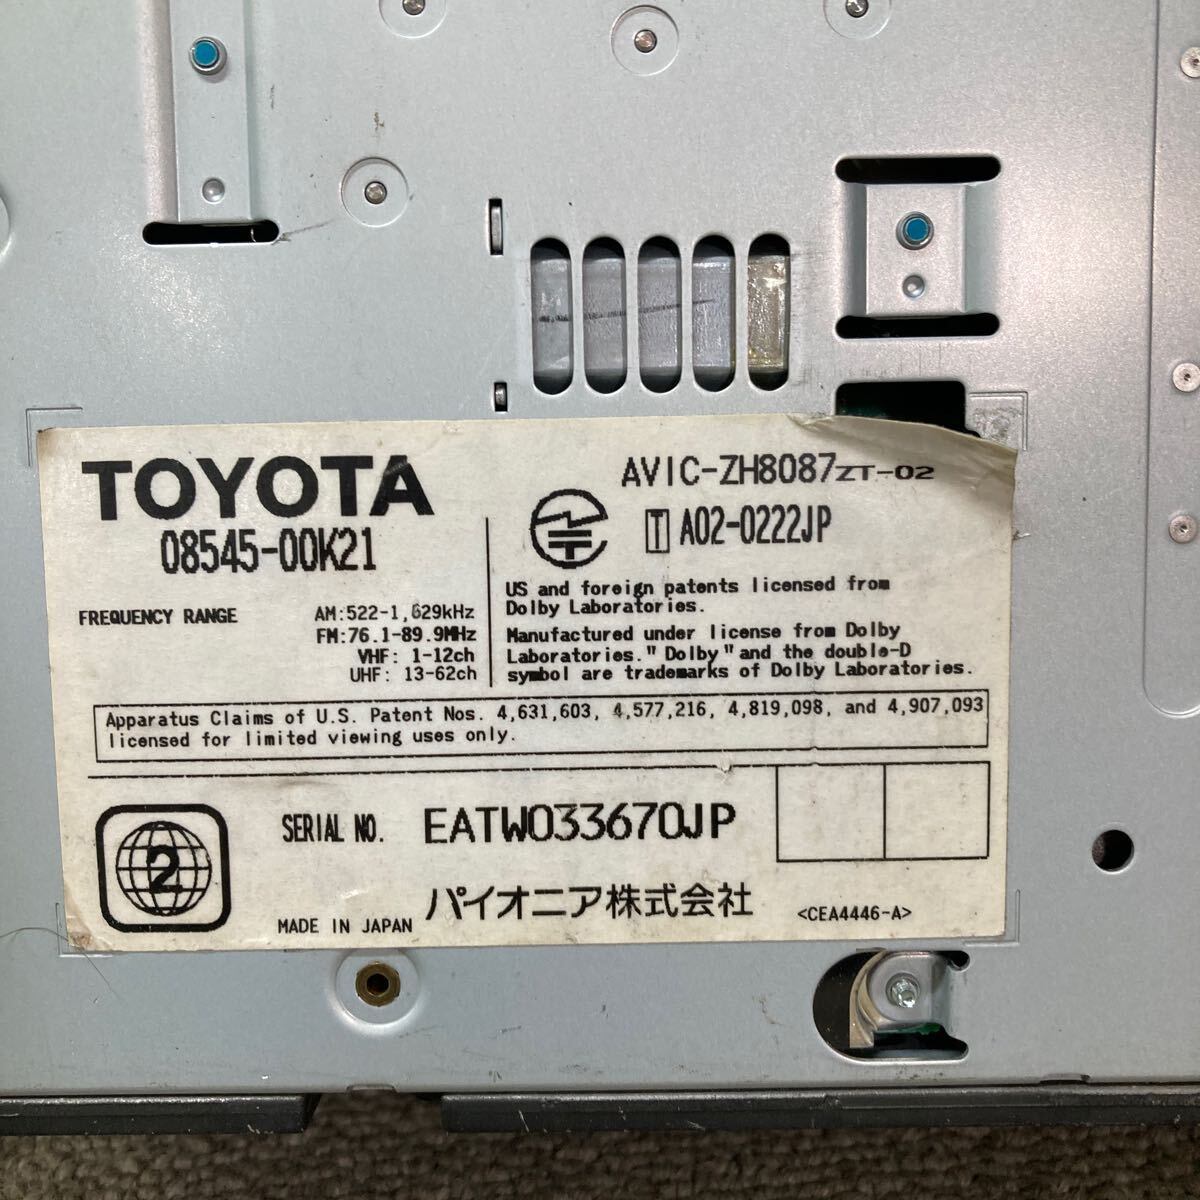 TOYOTA
08545-00K21
FREQUENCY RANGE AM:522-1,629kHz
FM:76.1-89.9MHz
VHF: 1-12ch
UHF: 13-62ch
AVIC-ZH8087ZT-02
T A02-0222JP
US and foreign patents licensed from
Dolby Laboratories.
Manufactured under license from Dolby
Laboratories." Dolby"and the double-D
symbol are trademarks of Dolby Laboratories.
Apparatus Claims of U.S. Patent Nos. 4,631,603, 4,577,216, 4,819,098, and 4,907,093
licensed for limited viewing uses only.
2
SERIAL NO. EATW033670JP
MADE IN JAPAN パイオニア株式会社 <CEA4446-A>